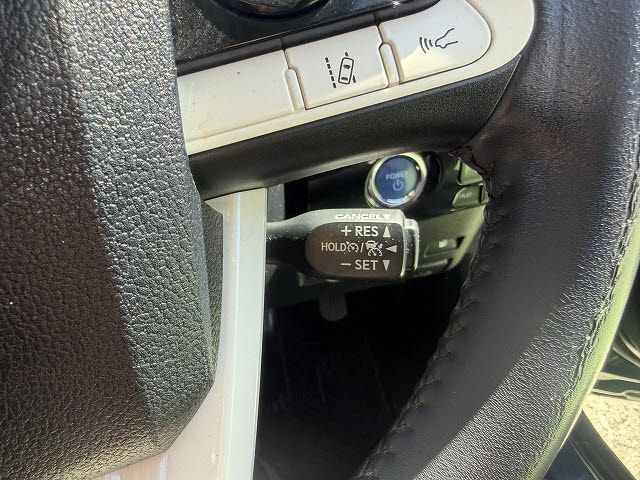 POWER
CANCEL
+ RES
HOLD /
- SET